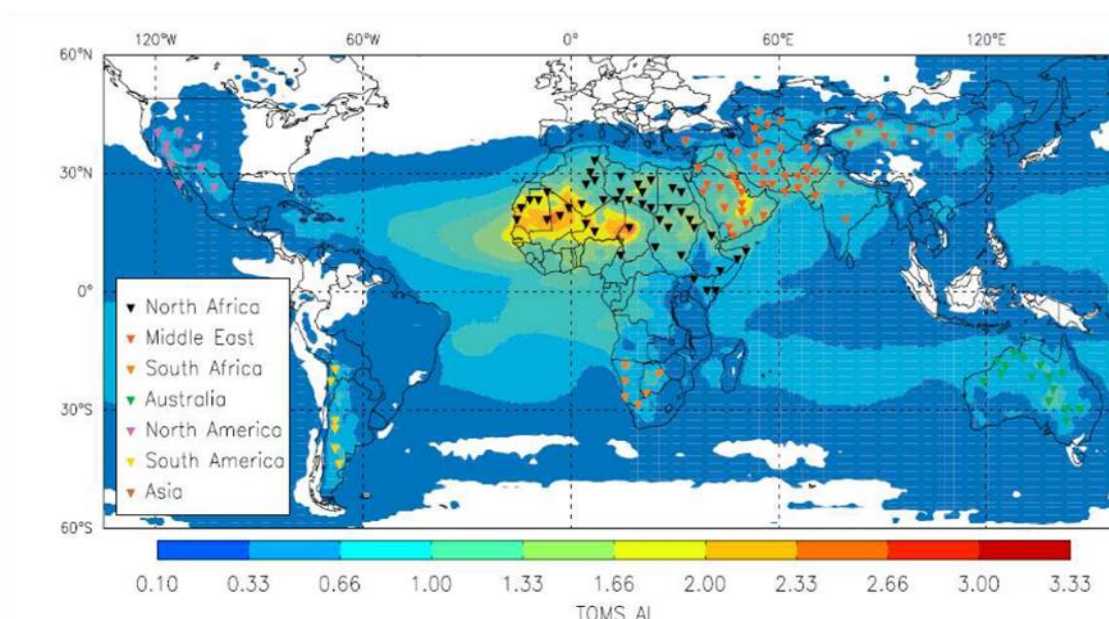 120°W 60°W 0° 60°E 120°E
60°N
30°N
0°
30°S
60°S
North Africa
Middle East
South Africa
Australia
North America
South America
Asia
0.10 0.33 0.66 1.00 1.33 1.66 2.00 2.33 2.66 3.00 3.33
TOMS AI